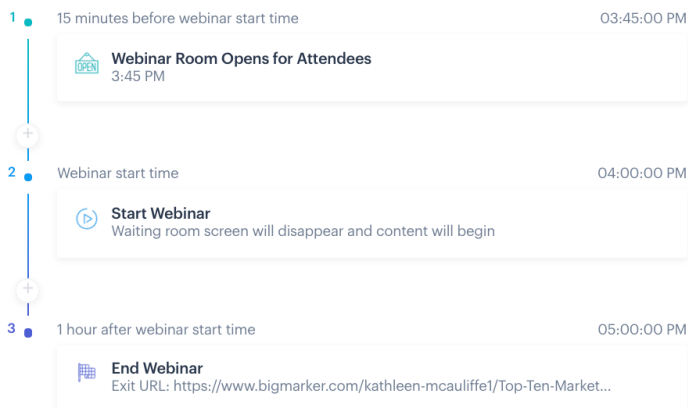 1 15 minutes before webinar start time 03:45:00 PM
OPEN
Webinar Room Opens for Attendees
3:45 PM
2 Webinar start time 04:00:00 PM
Start Webinar
Waiting room screen will disappear and content will begin
3 1 hour after webinar start time 05:00:00 PM
End Webinar
Exit URL: https://www.bigmarker.com/kathleen-mcauliffe1/Top-Ten-Market...